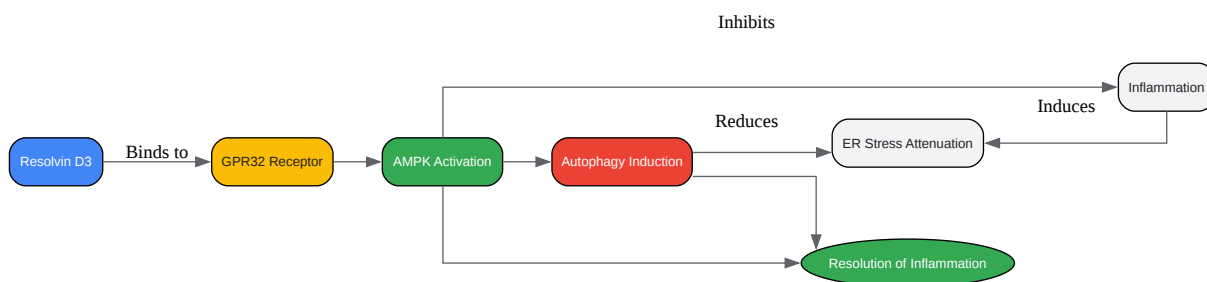 Inhibits
Inflammation
Induces
Reduces
ER Stress Attenuation
Resolvin D3
Binds to
GPR32 Receptor
AMPK Activation
Autophagy Induction
Resolution of Inflammation